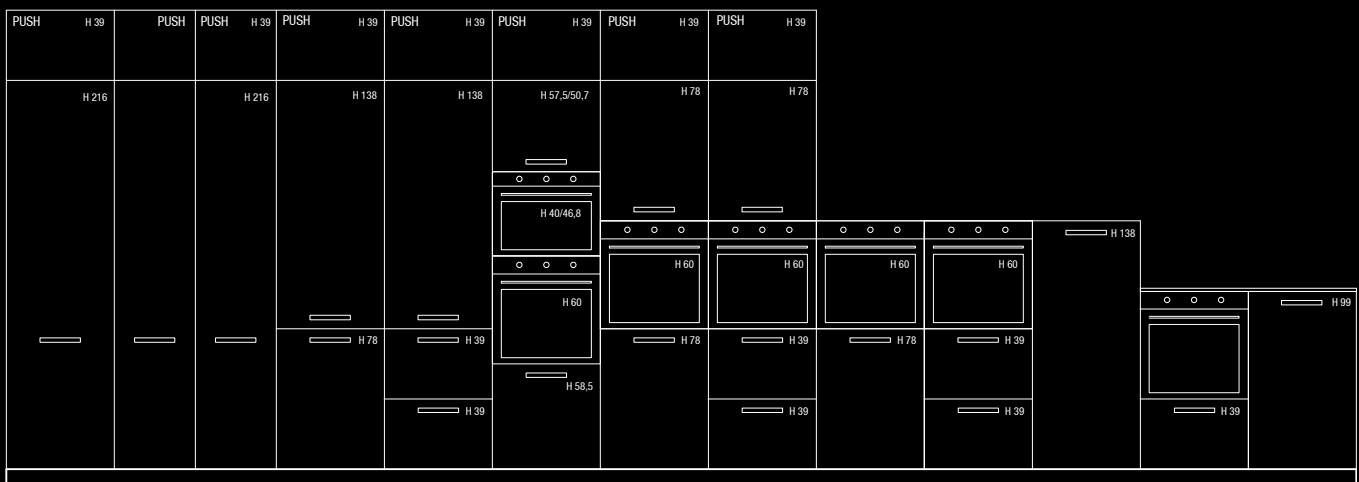 PUSH H 39 PUSH PUSH H 39 PUSH H 39 PUSH H 39 PUSH H 39 PUSH H 39 PUSH H 39
H 216 H 216 H 138 H 138 H 57,5/50,7 H 78 H 78
H 40/46,8
H 138
H 60 H 60 H 60 H 60
H 60 H 99
H 78 H 39 H 78 H 39 H 78 H 39
H 58,5
H 39 H 39 H 39 H 39